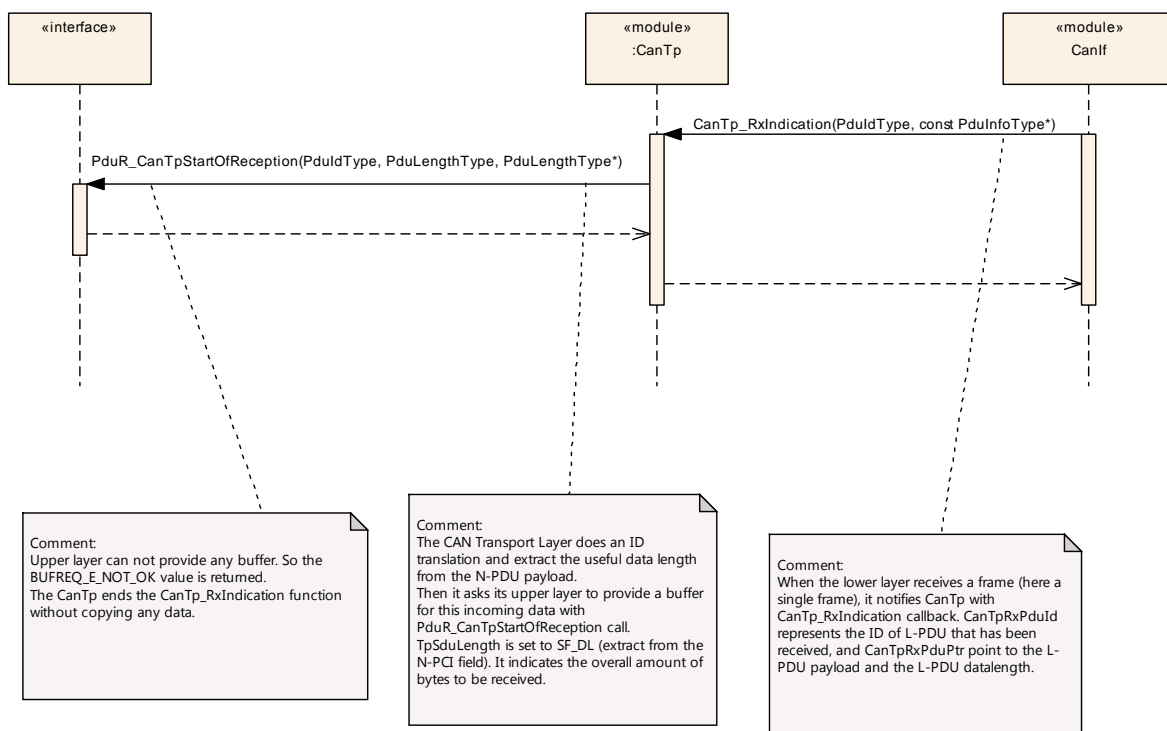 «interface»
«module»
:CanTp
«module»
CanIf
CanTp_RxIndication(PduIdType, const PduInfoType*)
PduR_CanTpStartOfReception(PduIdType, PduLengthType, PduLengthType*)
Comment:
Upper layer can not provide any buffer. So the
BUFREQ_E_NOT_OK value is returned.
The CanTp ends the CanTp_RxIndication function
without copying any data.
Comment:
The CAN Transport Layer does an ID
translation and extract the useful data length
from the N-PDU payload.
Then it asks its upper layer to provide a buffer
for this incoming data with
PduR_CanTpStartOfReception call.
TpSduLength is set to SF_DL (extract from the
N-PCI field). It indicates the overall amount of
bytes to be received.
Comment:
When the lower layer receives a frame (here a
single frame), it notifies CanTp with
CanTp_RxIndication callback. CanTpRxPduId
represents the ID of L-PDU that has been
received, and CanTpRxPduPtr point to the L-
PDU payload and the L-PDU datalength.